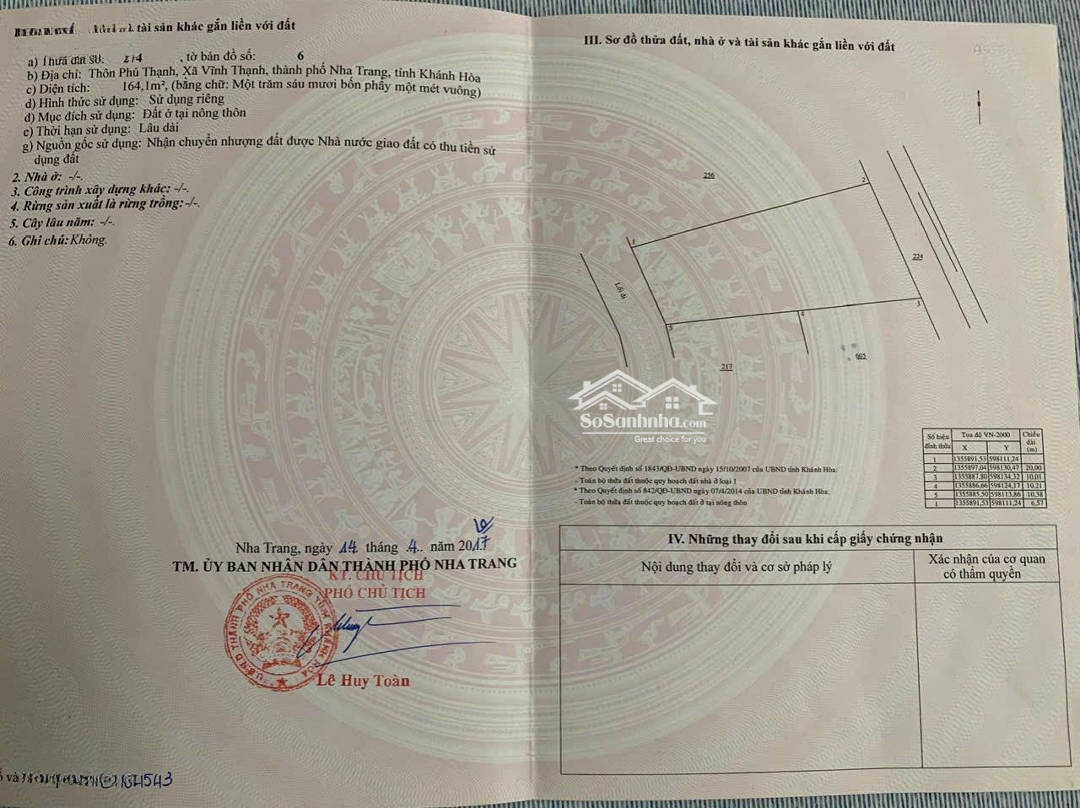 tài sản khác gắn liền với đất
a) Thửa đất số: 214 , tờ bản đồ số: 6
b) Địa chỉ: Thôn Phú Thạnh, Xã Vĩnh Thạnh, thành phố Nha Trang, tỉnh Khánh Hòa
c) Diện tích: 164,1m², (bằng chữ: Một trăm sáu mươi bốn phẩy một mét vuông)
d) Hình thức sử dụng: Sử dụng riêng
đ) Mục đích sử dụng: Đất ở tại nông thôn
e) Thời hạn sử dụng: Lâu dài
g) Nguồn gốc sử dụng: Nhận chuyển nhượng đất được Nhà nước giao đất có thu tiền sử
dụng đất
2. Nhà ở: -/-.
3. Công trình xây dựng khác: -/-.
4. Rừng sản xuất là rừng trồng:-/-.
5. Cây lâu năm: -/-.
6. Ghi chú: Không.
Nha Trang, ngày 14 tháng .4.. năm 2017
TM. ỦY BAN NHÂN DÂN THÀNH PHỐ NHA TRANG
KT. CHỦ TỊCH
PHÓ CHỦ TỊCH
Lê Huy Toàn
104543
III. Sơ đồ thửa đất, nhà ở và tài sản khác gắn liền với đất
256
2
1
224
Lối đi
3
4
5
605
217
SoSanhnha.com
Great choice for you
Số hiệu đỉnh thửa Tọa độ VN-2000 Chiều dài (m)
X Y
1 1355891,53 598111,24
2 1355897,04 598130,47 20,00
3 1355887,80 598134,32 10,01
4 1355886,66 598124,17 10,21
5 1355885,50 598113,86 10,38
1 1355891,53 598111,24 6,57
* Theo Quyết định số 1843/QĐ-UBND ngày 15/10/2007 của UBND tỉnh Khánh Hòa:
- Toàn bộ thửa đất thuộc quy hoạch đất nhà ở loại 1
* Theo Quyết định số 842/QĐ-UBND ngày 07/4/2014 của UBND tỉnh Khánh Hòa:
- Toàn bộ thửa đất thuộc quy hoạch đất ở tại nông thôn
IV. Những thay đổi sau khi cấp giấy chứng nhận
Nội dung thay đổi và cơ sở pháp lý
Xác nhận của cơ quan
có thẩm quyền